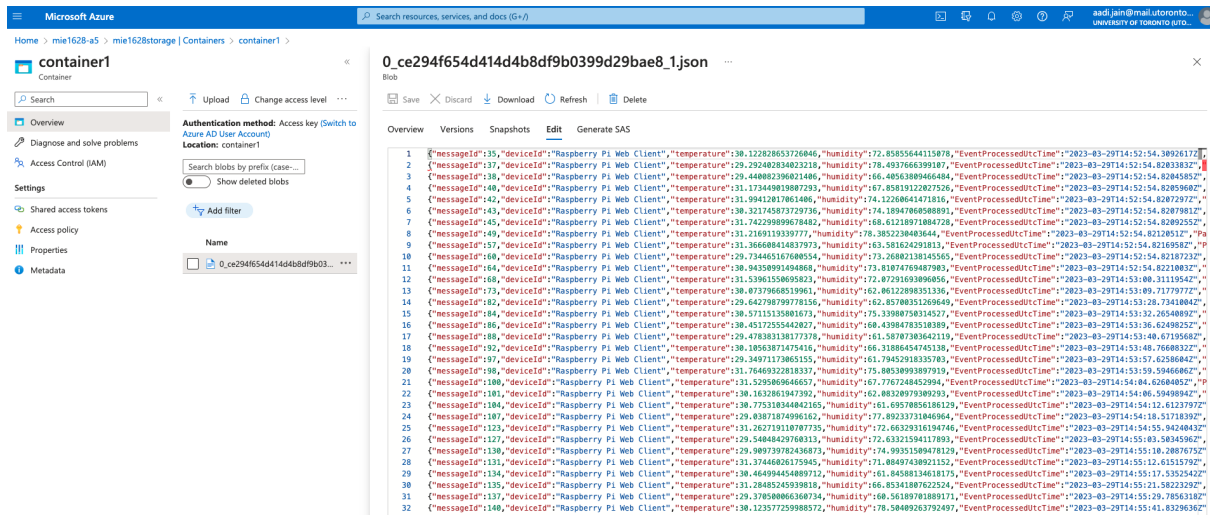 Microsoft Azure
Search resources, services, and docs (G+/)
aadi.jain@mail.utoronto...
UNIVERSITY OF TORONTO (UTO...
Home > mie1628-a5 > mie1628storage | Containers > container1 >
container1
Container
Search
Overview
Diagnose and solve problems
Access Control (IAM)
Settings
Shared access tokens
Access policy
Properties
Metadata
Upload Change access level ...
Authentication method: Access key (Switch to
Azure AD User Account)
Location: container1
Search blobs by prefix (case-...
Show deleted blobs
Add filter
Name
0_ce294f654d414d4b8df9b03... ...
0_ce294f654d414d4b8df9b0399d29bae8_1.json ...
Blob
Save Discard Download Refresh Delete
Overview Versions Snapshots Edit Generate SAS
1 {"messageId":35,"deviceId":"Raspberry Pi Web Client","temperature":30.122828653726046,"humidity":72.85855644115078,"EventProcessedUtcTime":"2023-03-29T14:52:54.3092617Z",
2 {"messageId":37,"deviceId":"Raspberry Pi Web Client","temperature":29.292402834023218,"humidity":78.4937666399107,"EventProcessedUtcTime":"2023-03-29T14:52:54.8203383Z",
3 {"messageId":38,"deviceId":"Raspberry Pi Web Client","temperature":29.440082396021406,"humidity":66.40563809466484,"EventProcessedUtcTime":"2023-03-29T14:52:54.8204585Z",
4 {"messageId":40,"deviceId":"Raspberry Pi Web Client","temperature":31.173449019807293,"humidity":67.85819122027526,"EventProcessedUtcTime":"2023-03-29T14:52:54.8205960Z",
5 {"messageId":42,"deviceId":"Raspberry Pi Web Client","temperature":31.99412017061406,"humidity":74.12260641471816,"EventProcessedUtcTime":"2023-03-29T14:52:54.8207297Z","
6 {"messageId":43,"deviceId":"Raspberry Pi Web Client","temperature":30.321745873729736,"humidity":74.18947060508891,"EventProcessedUtcTime":"2023-03-29T14:52:54.8207981Z",
7 {"messageId":45,"deviceId":"Raspberry Pi Web Client","temperature":31.742299899678482,"humidity":68.61218971084728,"EventProcessedUtcTime":"2023-03-29T14:52:54.8209255Z",
8 {"messageId":49,"deviceId":"Raspberry Pi Web Client","temperature":31.2169119339777,"humidity":78.3852230403644,"EventProcessedUtcTime":"2023-03-29T14:52:54.8212051Z","Pa
9 {"messageId":57,"deviceId":"Raspberry Pi Web Client","temperature":31.366608414837973,"humidity":63.581624291813,"EventProcessedUtcTime":"2023-03-29T14:52:54.8216958Z","P
10 {"messageId":60,"deviceId":"Raspberry Pi Web Client","temperature":29.734465167600554,"humidity":73.26802138145565,"EventProcessedUtcTime":"2023-03-29T14:52:54.8218723Z",
11 {"messageId":64,"deviceId":"Raspberry Pi Web Client","temperature":30.94350991494868,"humidity":73.81074769487903,"EventProcessedUtcTime":"2023-03-29T14:52:54.8221003Z","
12 {"messageId":68,"deviceId":"Raspberry Pi Web Client","temperature":31.53961550695823,"humidity":72.07291693096056,"EventProcessedUtcTime":"2023-03-29T14:53:00.3111954Z","
13 {"messageId":73,"deviceId":"Raspberry Pi Web Client","temperature":30.07379668519961,"humidity":62.06122898351336,"EventProcessedUtcTime":"2023-03-29T14:53:09.7177977Z","
14 {"messageId":82,"deviceId":"Raspberry Pi Web Client","temperature":29.642798799778156,"humidity":62.85700351269649,"EventProcessedUtcTime":"2023-03-29T14:53:28.7341004Z",
15 {"messageId":84,"deviceId":"Raspberry Pi Web Client","temperature":30.57115135801673,"humidity":75.33980750314527,"EventProcessedUtcTime":"2023-03-29T14:53:32.2654089Z","
16 {"messageId":86,"deviceId":"Raspberry Pi Web Client","temperature":30.4517255442027,"humidity":60.43984783510389,"EventProcessedUtcTime":"2023-03-29T14:53:36.6249825Z","
17 {"messageId":88,"deviceId":"Raspberry Pi Web Client","temperature":29.478383138177378,"humidity":61.58707303642119,"EventProcessedUtcTime":"2023-03-29T14:53:40.6719568Z",
18 {"messageId":92,"deviceId":"Raspberry Pi Web Client","temperature":30.10563871475416,"humidity":66.31886454745138,"EventProcessedUtcTime":"2023-03-29T14:53:48.7660832Z","
19 {"messageId":97,"deviceId":"Raspberry Pi Web Client","temperature":29.34971173065155,"humidity":61.79452918335703,"EventProcessedUtcTime":"2023-03-29T14:53:57.6258604Z","
20 {"messageId":98,"deviceId":"Raspberry Pi Web Client","temperature":31.76469322818337,"humidity":75.80530993897919,"EventProcessedUtcTime":"2023-03-29T14:53:59.5946606Z","
21 {"messageId":100,"deviceId":"Raspberry Pi Web Client","temperature":31.5295069646657,"humidity":67.7767248452994,"EventProcessedUtcTime":"2023-03-29T14:54:04.6260405Z","P
22 {"messageId":101,"deviceId":"Raspberry Pi Web Client","temperature":30.1632861947392,"humidity":62.08320979309293,"EventProcessedUtcTime":"2023-03-29T14:54:06.5949894Z","
23 {"messageId":104,"deviceId":"Raspberry Pi Web Client","temperature":30.775310344042165,"humidity":61.69570856186129,"EventProcessedUtcTime":"2023-03-29T14:54:12.6123797Z"
24 {"messageId":107,"deviceId":"Raspberry Pi Web Client","temperature":29.03871874996162,"humidity":77.89233731046964,"EventProcessedUtcTime":"2023-03-29T14:54:18.5171839Z",
25 {"messageId":123,"deviceId":"Raspberry Pi Web Client","temperature":31.262719110707735,"humidity":72.66329316194746,"EventProcessedUtcTime":"2023-03-29T14:54:55.9424043Z"
26 {"messageId":127,"deviceId":"Raspberry Pi Web Client","temperature":29.54048429760313,"humidity":72.63321594117893,"EventProcessedUtcTime":"2023-03-29T14:55:03.5034596Z",
27 {"messageId":130,"deviceId":"Raspberry Pi Web Client","temperature":29.909739782436873,"humidity":74.99351509478129,"EventProcessedUtcTime":"2023-03-29T14:55:10.2087675Z"
28 {"messageId":131,"deviceId":"Raspberry Pi Web Client","temperature":31.37446026175945,"humidity":71.08497430921152,"EventProcessedUtcTime":"2023-03-29T14:55:12.6151579Z",
29 {"messageId":134,"deviceId":"Raspberry Pi Web Client","temperature":30.464994454089712,"humidity":61.84588134618175,"EventProcessedUtcTime":"2023-03-29T14:55:17.5352542Z"
30 {"messageId":135,"deviceId":"Raspberry Pi Web Client","temperature":31.28485245939818,"humidity":66.85341807622524,"EventProcessedUtcTime":"2023-03-29T14:55:21.5822329Z",
31 {"messageId":137,"deviceId":"Raspberry Pi Web Client","temperature":29.370500066360734,"humidity":60.56189701889171,"EventProcessedUtcTime":"2023-03-29T14:55:29.7856318Z"
32 {"messageId":140,"deviceId":"Raspberry Pi Web Client","temperature":30.123577259988572,"humidity":78.50409263792497,"EventProcessedUtcTime":"2023-03-29T14:55:41.8329636Z"